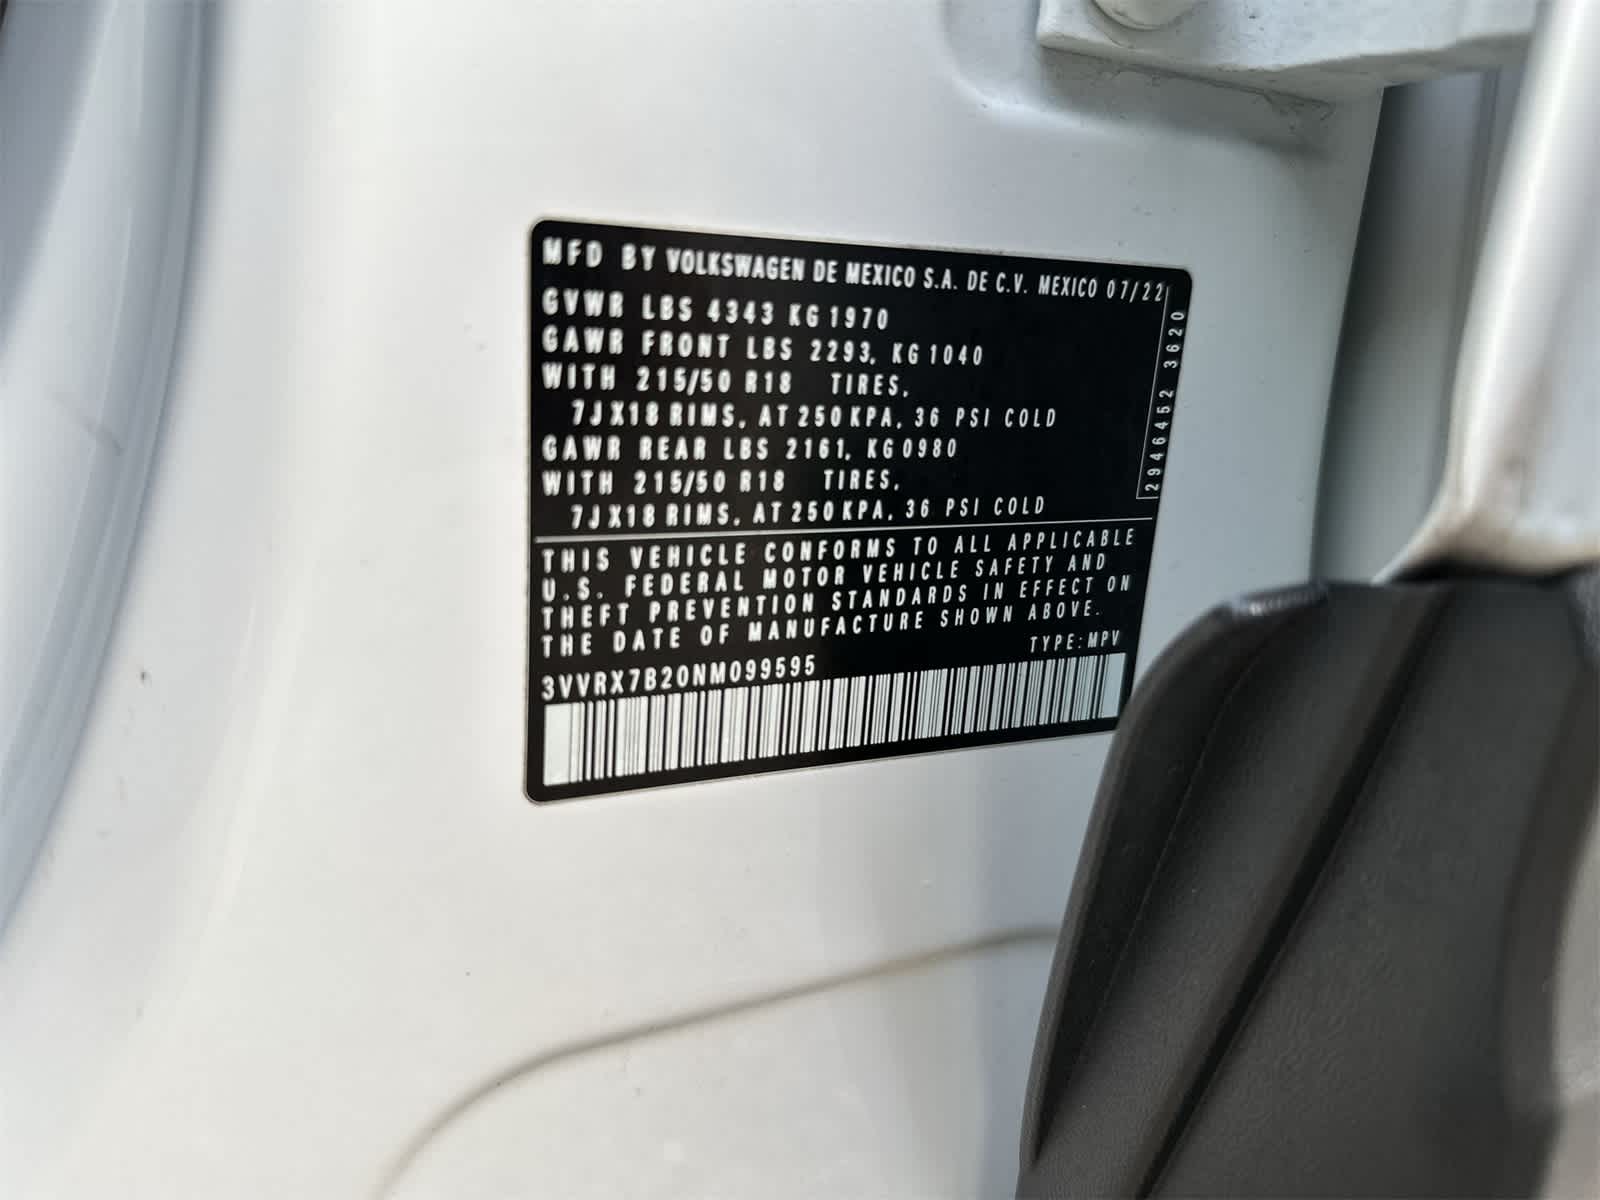 MFD BY VOLKSWAGEN DE MEXICO S.A. DE C.V. MEXICO 07/22
GVWR LBS 4343 KG 1970
GAWR FRONT LBS 2293, KG 1040
WITH 215/50 R18 TIRES,
7J X18 RIMS, AT 250 KPA, 36 PSI COLD
GAWR REAR LBS 2161, KG 0980
WITH 215/50 R18 TIRES,
7J X18 RIMS, AT 250 KPA, 36 PSI COLD
2946452 3620
THIS VEHICLE CONFORMS TO ALL APPLICABLE
U.S. FEDERAL MOTOR VEHICLE SAFETY AND
THEFT PREVENTION STANDARDS IN EFFECT ON
THE DATE OF MANUFACTURE SHOWN ABOVE.
TYPE: MPV
3VVRX7B20NM099595